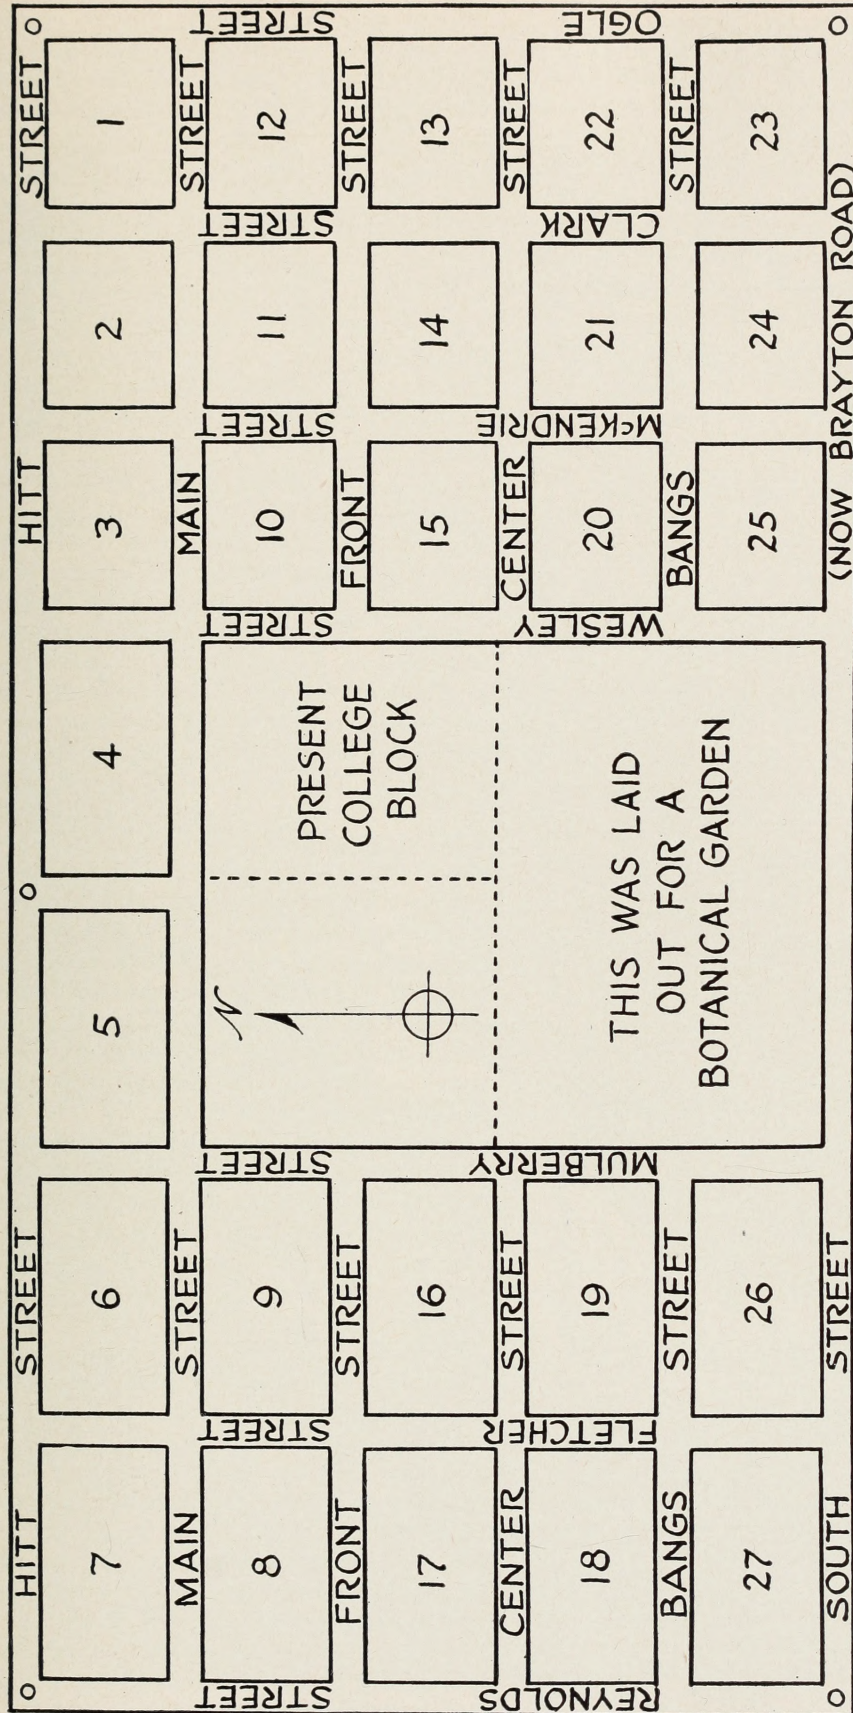 HITT STREET HITT STREET
7 6 5 4 3 2 1
MAIN STREET MAIN STREET
8 9 10 11 12
N
PRESENT
COLLEGE
BLOCK
FRONT STREET FRONT STREET
17 16 15 14 13
CENTER STREET CENTER STREET
18 19 20 21 22
THIS WAS LAID
OUT FOR A
BOTANICAL GARDEN
BANGS STREET BANGS STREET
27 26 25 24 23
SOUTH STREET (NOW BRAYTON ROAD)
REYNOLDS STREET
FLETCHER STREET
MULBERRY STREET
WESLEY STREET
McKENDRIE STREET
CLARK STREET
OGLE STREET